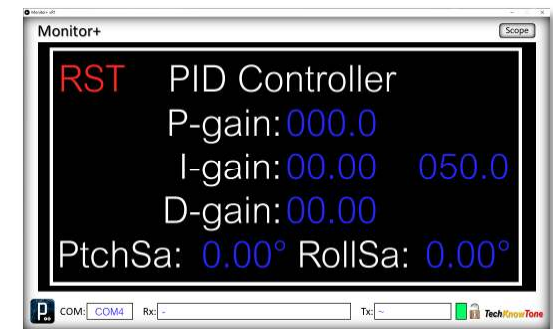 Monitor+
Scope
RST PID Controller
P-gain: 000.0
I-gain: 00.00 050.0
D-gain: 00.00
PtchSa: 0.00° RollSa: 0.00°
COM: COM4 Rx: - Tx: ~ TechKnowTone